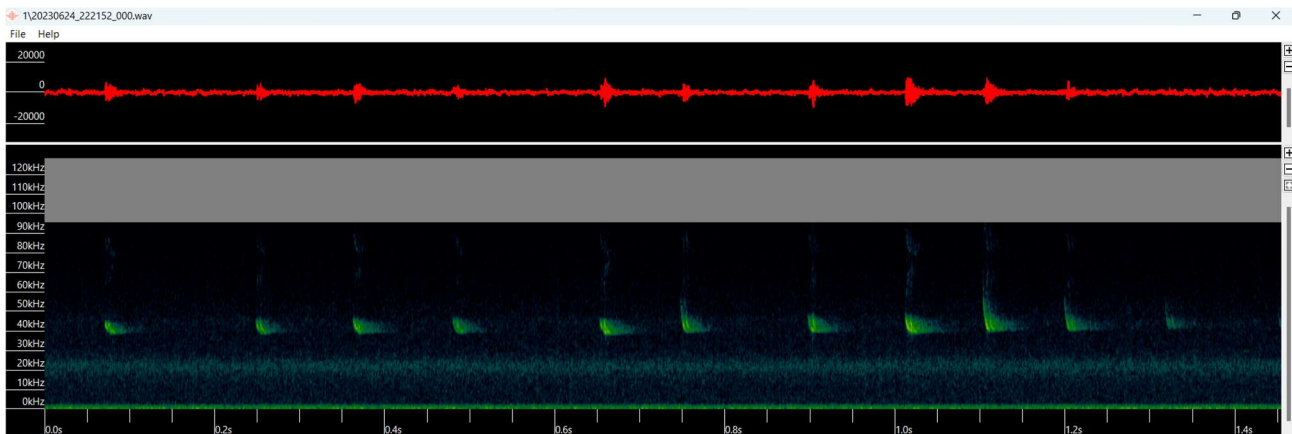 1\20230624_222152_000.wav
File Help
20000
0
-20000
120kHz
110kHz
100kHz
90kHz
80kHz
70kHz
60kHz
50kHz
40kHz
30kHz
20kHz
10kHz
0kHz
0.0s 0.2s 0.4s 0.6s 0.8s 1.0s 1.2s 1.4s